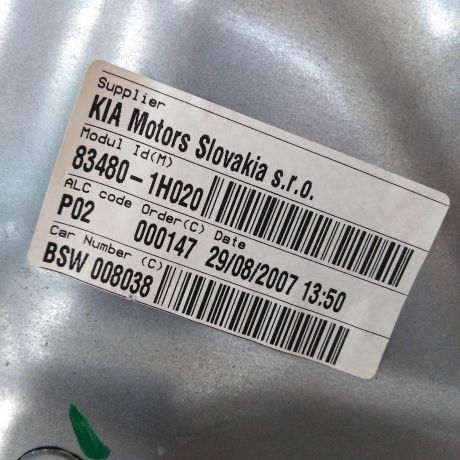 Supplier
KIA Motors Slovakia s.r.o.
Modul Id(M)
83480-1H020
ALC code Order(C) Date
P02 000147 29/08/2007 13:50
Car Number (C)
BSW 008038